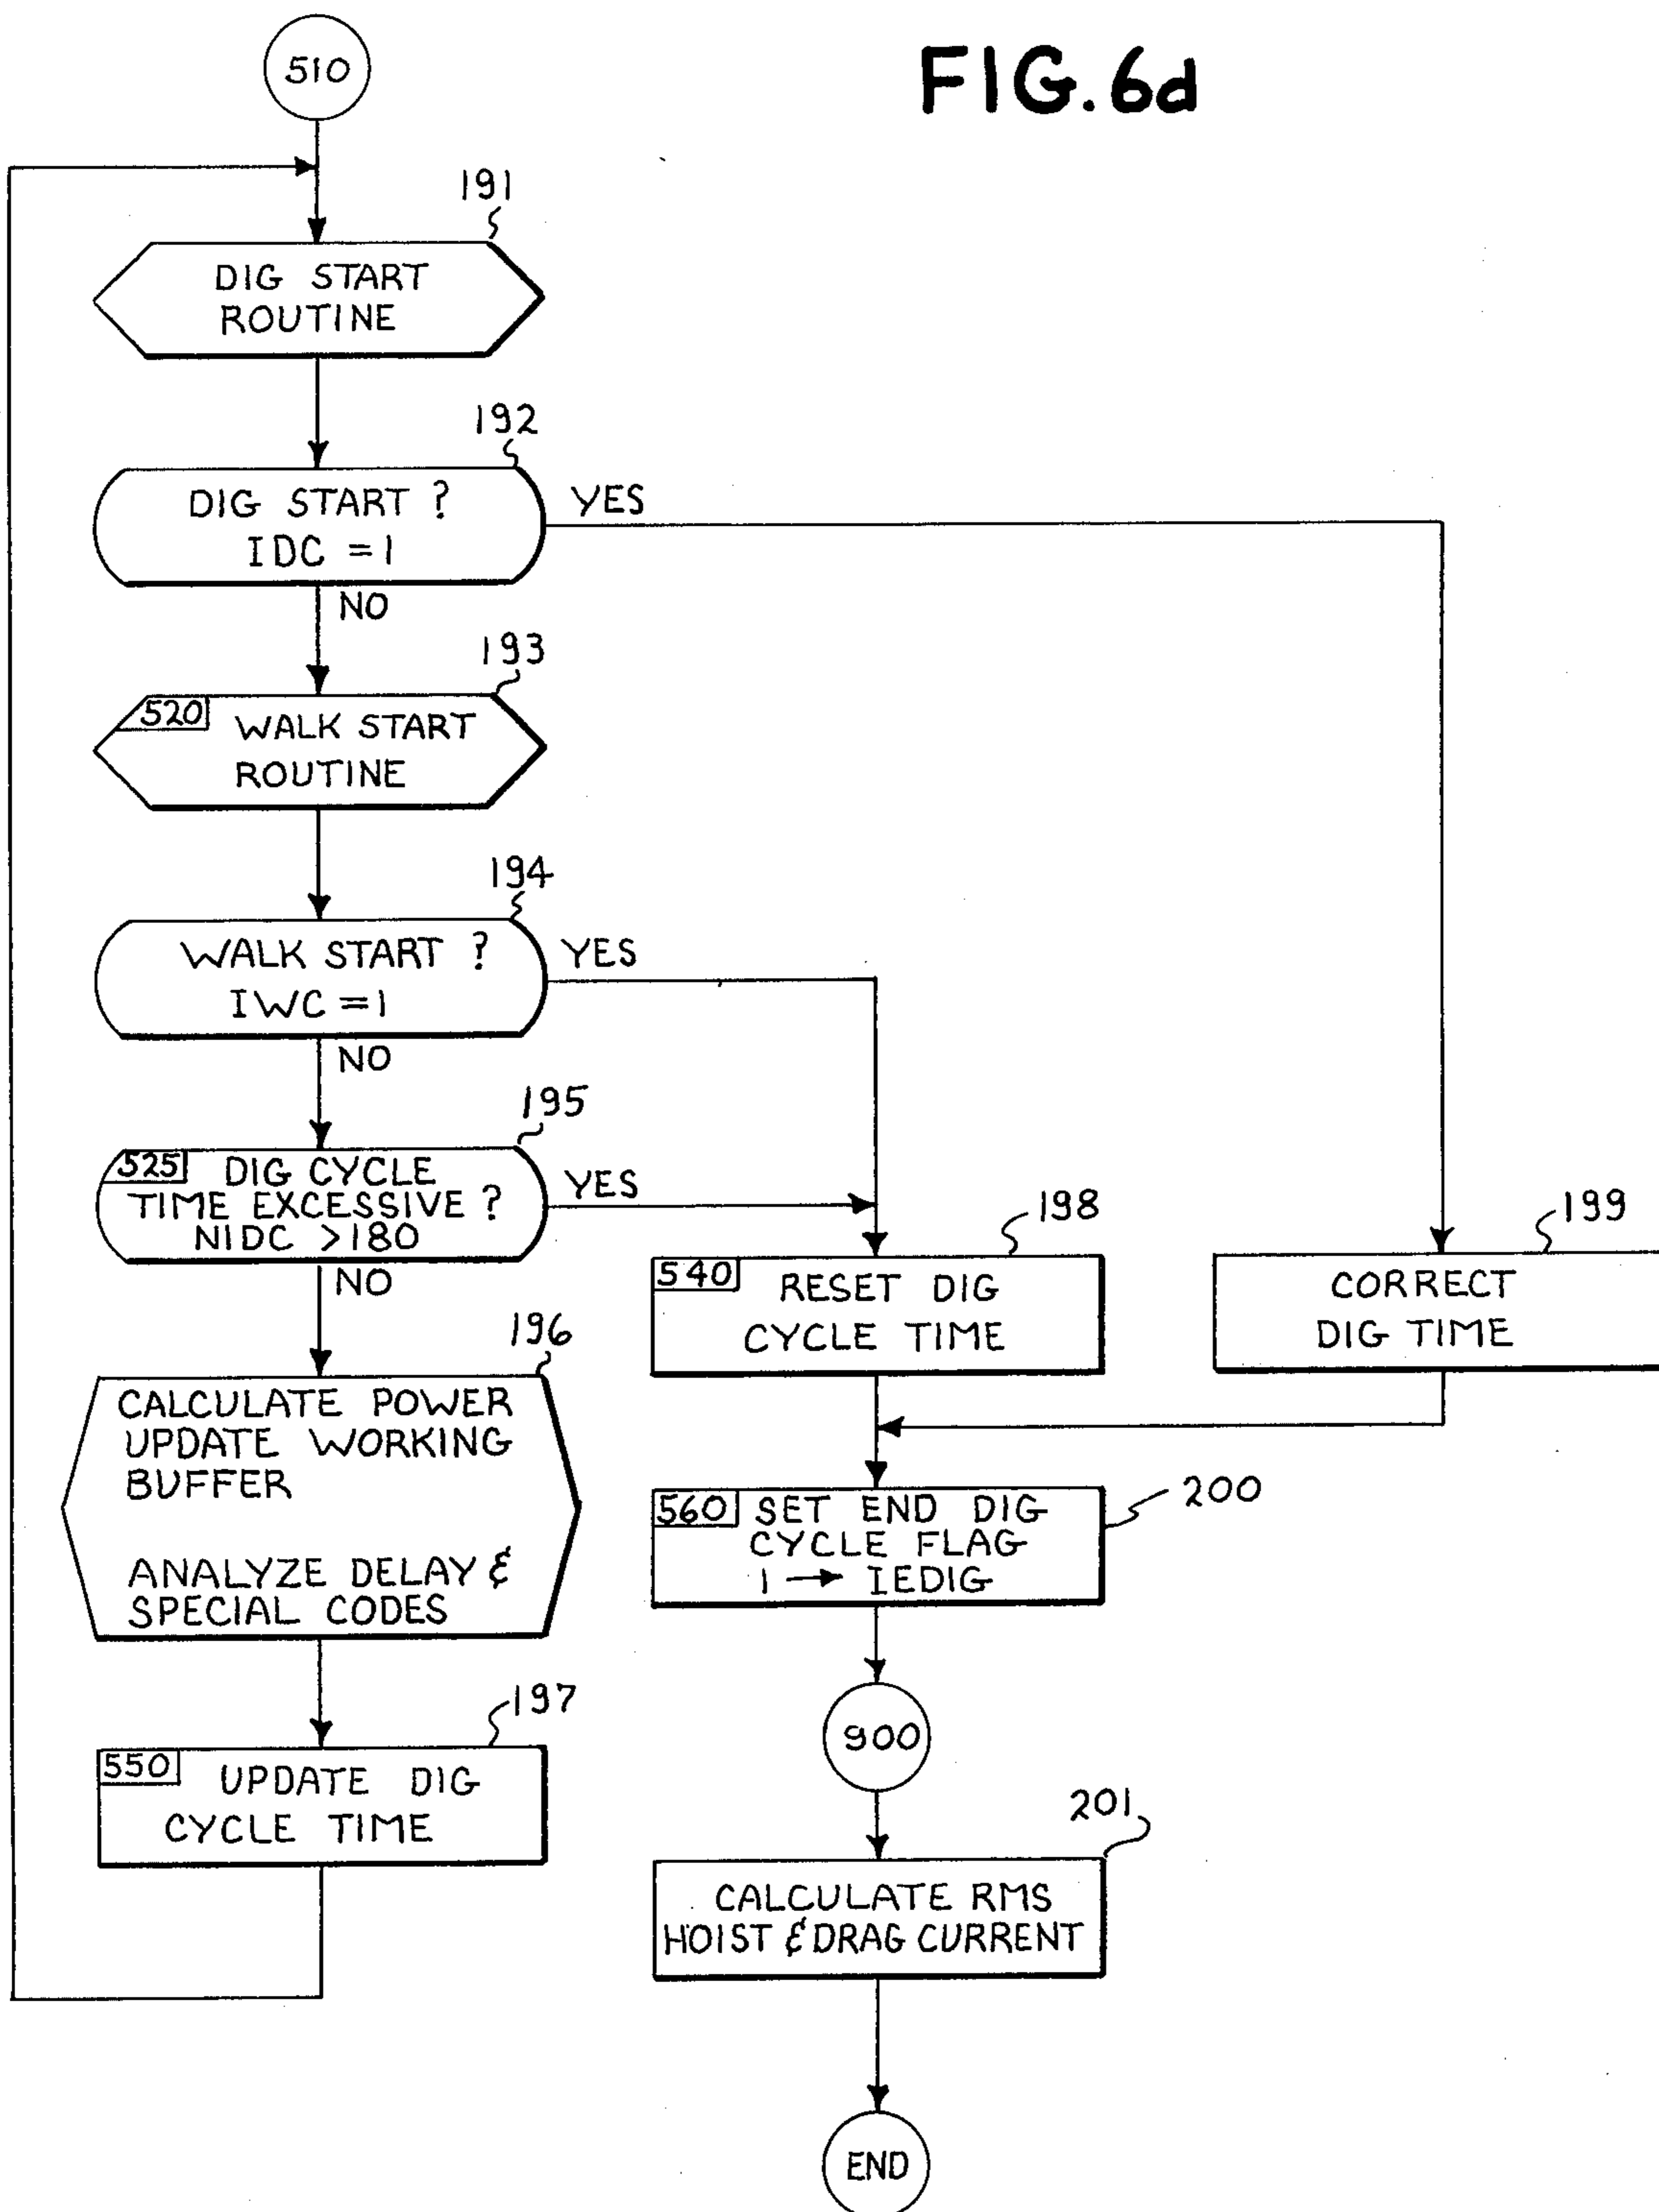 510
FIG. 6d
191
DIG START
ROUTINE
192
DIG START ?
IDC = 1
YES
NO
193
520 WALK START
ROUTINE
194
WALK START ?
IWC = 1
YES
NO
195
525 DIG CYCLE
TIME EXCESSIVE ?
NIDC >180
YES
NO
198
540 RESET DIG
CYCLE TIME
199
CORRECT
DIG TIME
196
CALCULATE POWER
UPDATE WORKING
BUFFER
ANALYZE DELAY &
SPECIAL CODES
200
560 SET END DIG
CYCLE FLAG
1 → IEDIG
197
550 UPDATE DIG
CYCLE TIME
900
201
CALCULATE RMS
HOIST & DRAG CURRENT
END